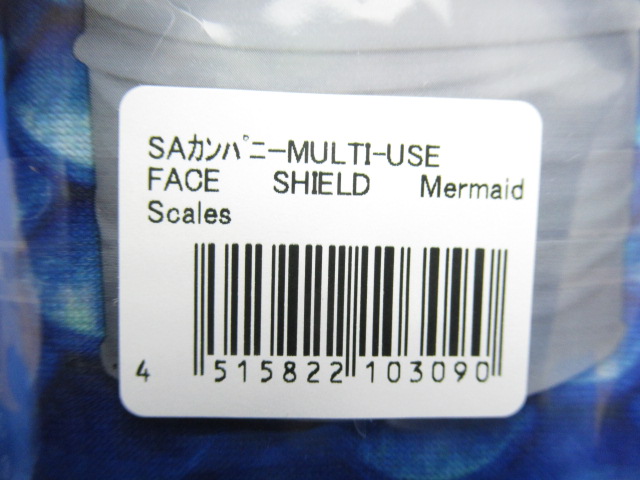 SAｶﾝﾊﾟﾆｰMULTI-USE
FACE SHIELD Mermaid
Scales
4 515822 103090